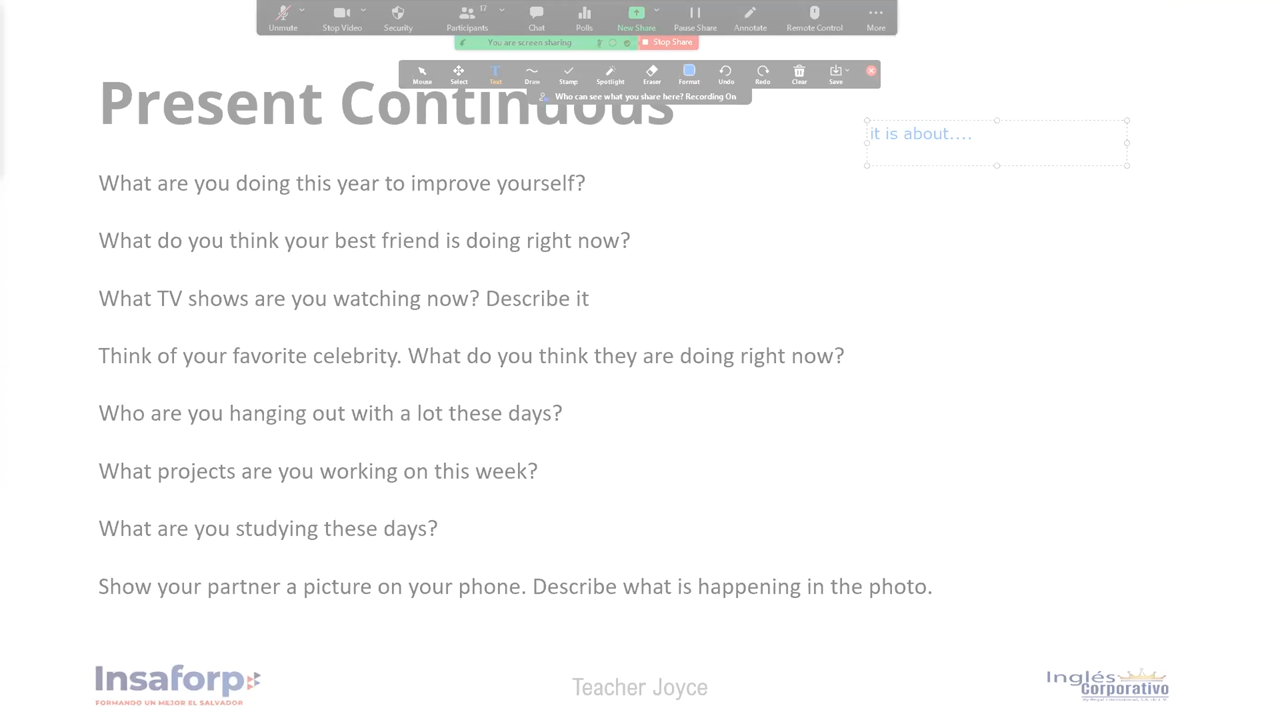 Unmute
Stop Video
Security
Participants
17
Chat
Polls
New Share
Pause Share
Annotate
Remote Control
More
You are screen sharing
Stop Share
Mouse
Select
Text
Draw
Stamp
Spotlight
Eraser
Format
Undo
Redo
Clear
Save
Who can see what you share here? Recording On
Present Continuous
it is about....
What are you doing this year to improve yourself?
What do you think your best friend is doing right now?
What TV shows are you watching now? Describe it
Think of your favorite celebrity. What do you think they are doing right now?
Who are you hanging out with a lot these days?
What projects are you working on this week?
What are you studying these days?
Show your partner a picture on your phone. Describe what is happening in the photo.
Insaforp
FORMANDO UN MEJOR EL SALVADOR
Teacher Joyce
Inglés
Corporativo